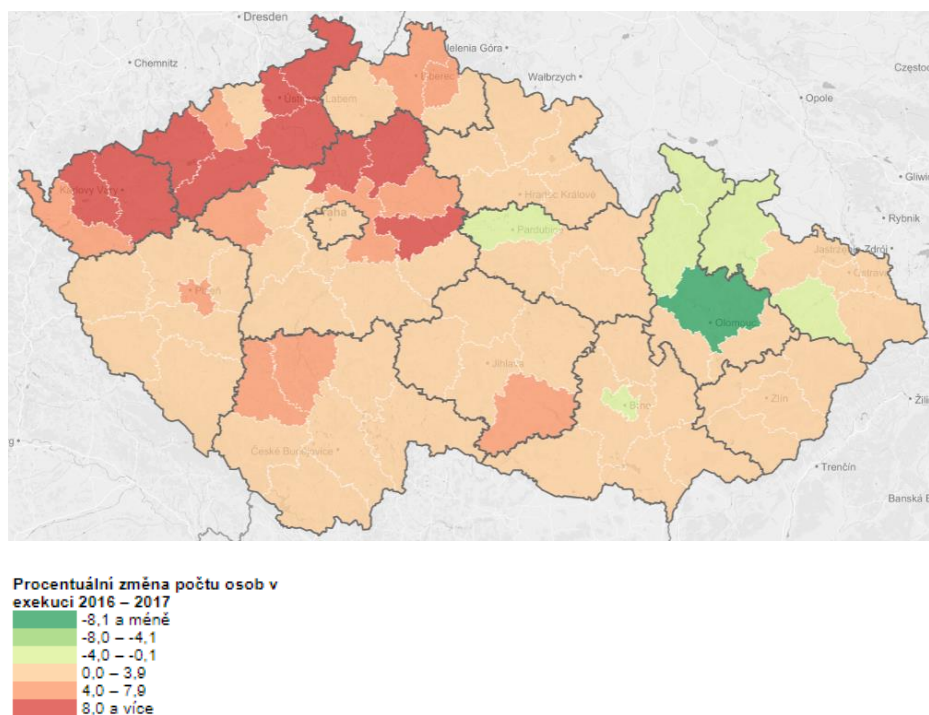 Dresden
Jelenia Góra
Chemnitz
Wałbrzych
Opole
Ústí nad Labem
Liberec
Karlovy Vary
Hradec Králové
Praha
Pardubice
Rybnik
Jastrzębie-Zdrój
Ostrava
Plzeň
Olomouc
Jihlava
Brno
Zlín
České Budějovice
Trenčín
Banská
Procentuální změna počtu osob v
exekuci 2016 – 2017
-8,1 a méně
-8,0 – -4,1
-4,0 – -0,1
0,0 – 3,9
4,0 – 7,9
8,0 a více